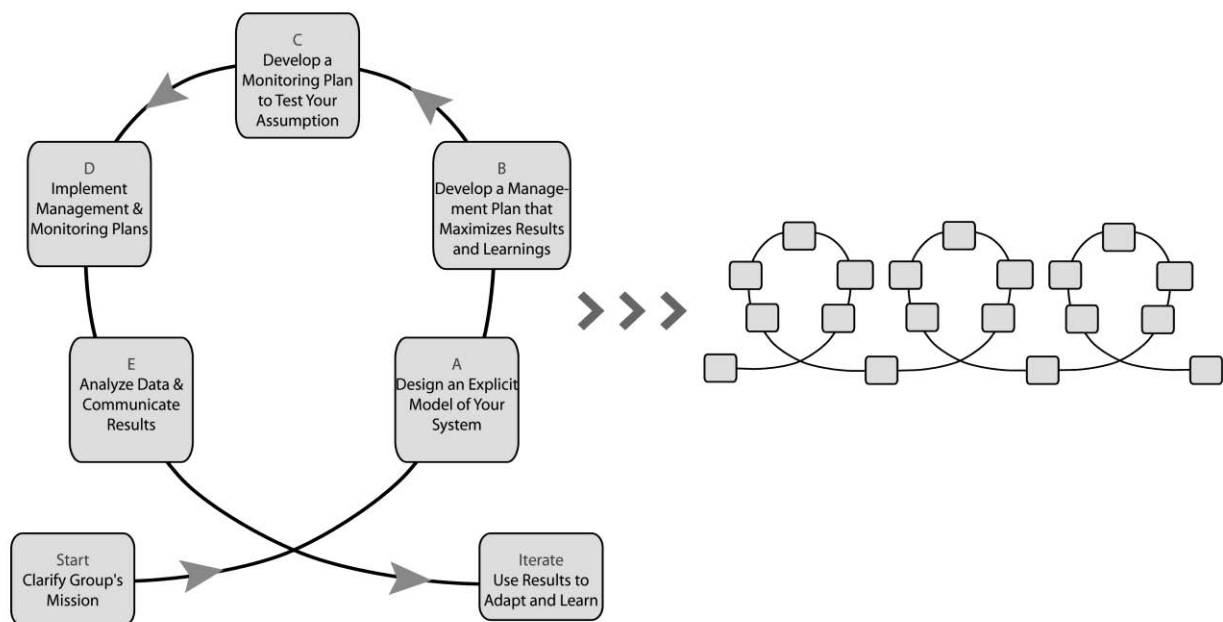 C
Develop a
Monitoring Plan
to Test Your
Assumption
D
Implement
Management &
Monitoring Plans
B
Develop a Manage-
ment Plan that
Maximizes Results
and Learnings
E
Analyze Data &
Communicate
Results
A
Design an Explicit
Model of Your
System
Start
Clarify Group's
Mission
Iterate
Use Results to
Adapt and Learn